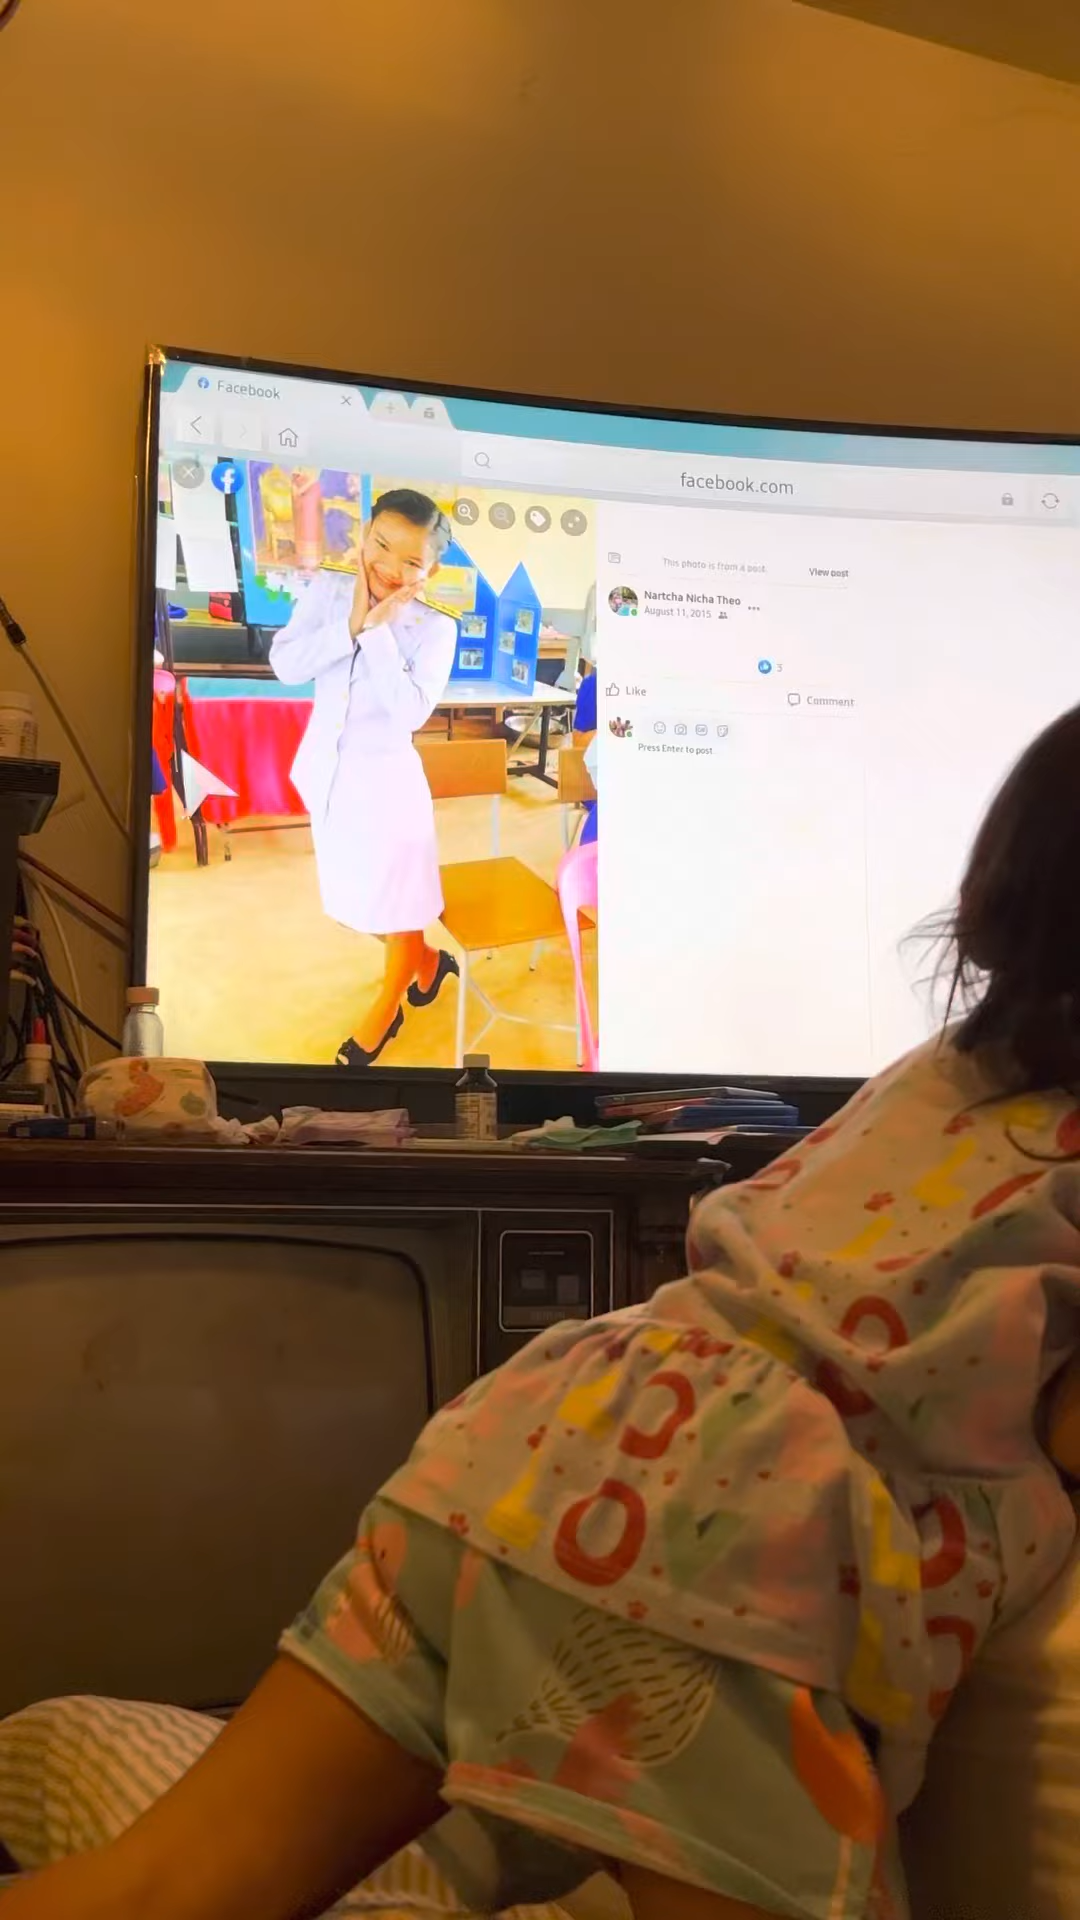 Facebook
facebook.com
This photo is from a post.
View post
Nartcha Nicha Theo
August 11, 2015
3
Like
Comment
GIF
Press Enter to post.